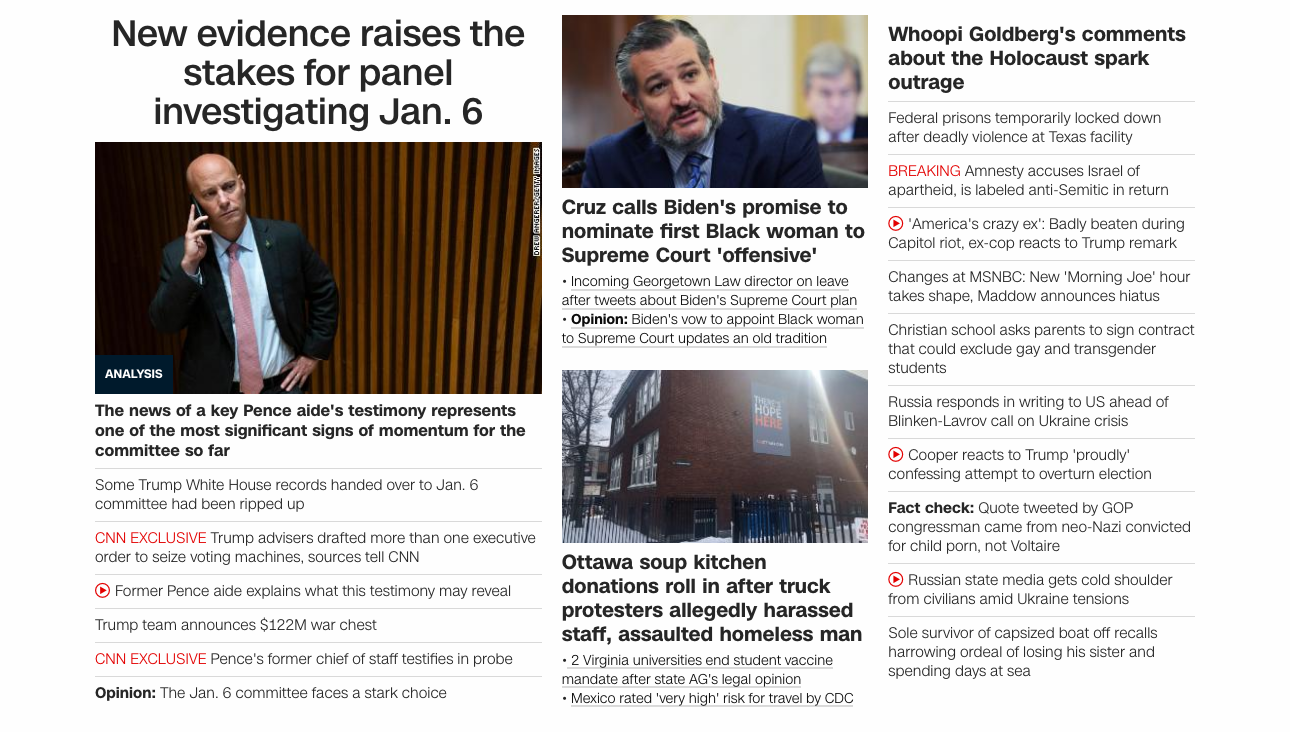 New evidence raises the
stakes for panel
investigating Jan. 6
DREW ANGERER/GETTY IMAGES
ANALYSIS
The news of a key Pence aide's testimony represents
one of the most significant signs of momentum for the
committee so far
Some Trump White House records handed over to Jan. 6
committee had been ripped up
CNN EXCLUSIVE Trump advisers drafted more than one executive
order to seize voting machines, sources tell CNN
Former Pence aide explains what this testimony may reveal
Trump team announces $122M war chest
CNN EXCLUSIVE Pence's former chief of staff testifies in probe
Opinion: The Jan. 6 committee faces a stark choice
Cruz calls Biden's promise to
nominate first Black woman to
Supreme Court 'offensive'
• Incoming Georgetown Law director on leave
after tweets about Biden's Supreme Court plan
• Opinion: Biden's vow to appoint Black woman
to Supreme Court updates an old tradition
THERE'S
HOPE
HERE
Ottawa soup kitchen
donations roll in after truck
protesters allegedly harassed
staff, assaulted homeless man
• 2 Virginia universities end student vaccine
mandate after state AG's legal opinion
• Mexico rated 'very high' risk for travel by CDC
Whoopi Goldberg's comments
about the Holocaust spark
outrage
Federal prisons temporarily locked down
after deadly violence at Texas facility
BREAKING Amnesty accuses Israel of
apartheid, is labeled anti-Semitic in return
'America's crazy ex': Badly beaten during
Capitol riot, ex-cop reacts to Trump remark
Changes at MSNBC: New 'Morning Joe' hour
takes shape, Maddow announces hiatus
Christian school asks parents to sign contract
that could exclude gay and transgender
students
Russia responds in writing to US ahead of
Blinken-Lavrov call on Ukraine crisis
Cooper reacts to Trump 'proudly'
confessing attempt to overturn election
Fact check: Quote tweeted by GOP
congressman came from neo-Nazi convicted
for child porn, not Voltaire
Russian state media gets cold shoulder
from civilians amid Ukraine tensions
Sole survivor of capsized boat off recalls
harrowing ordeal of losing his sister and
spending days at sea